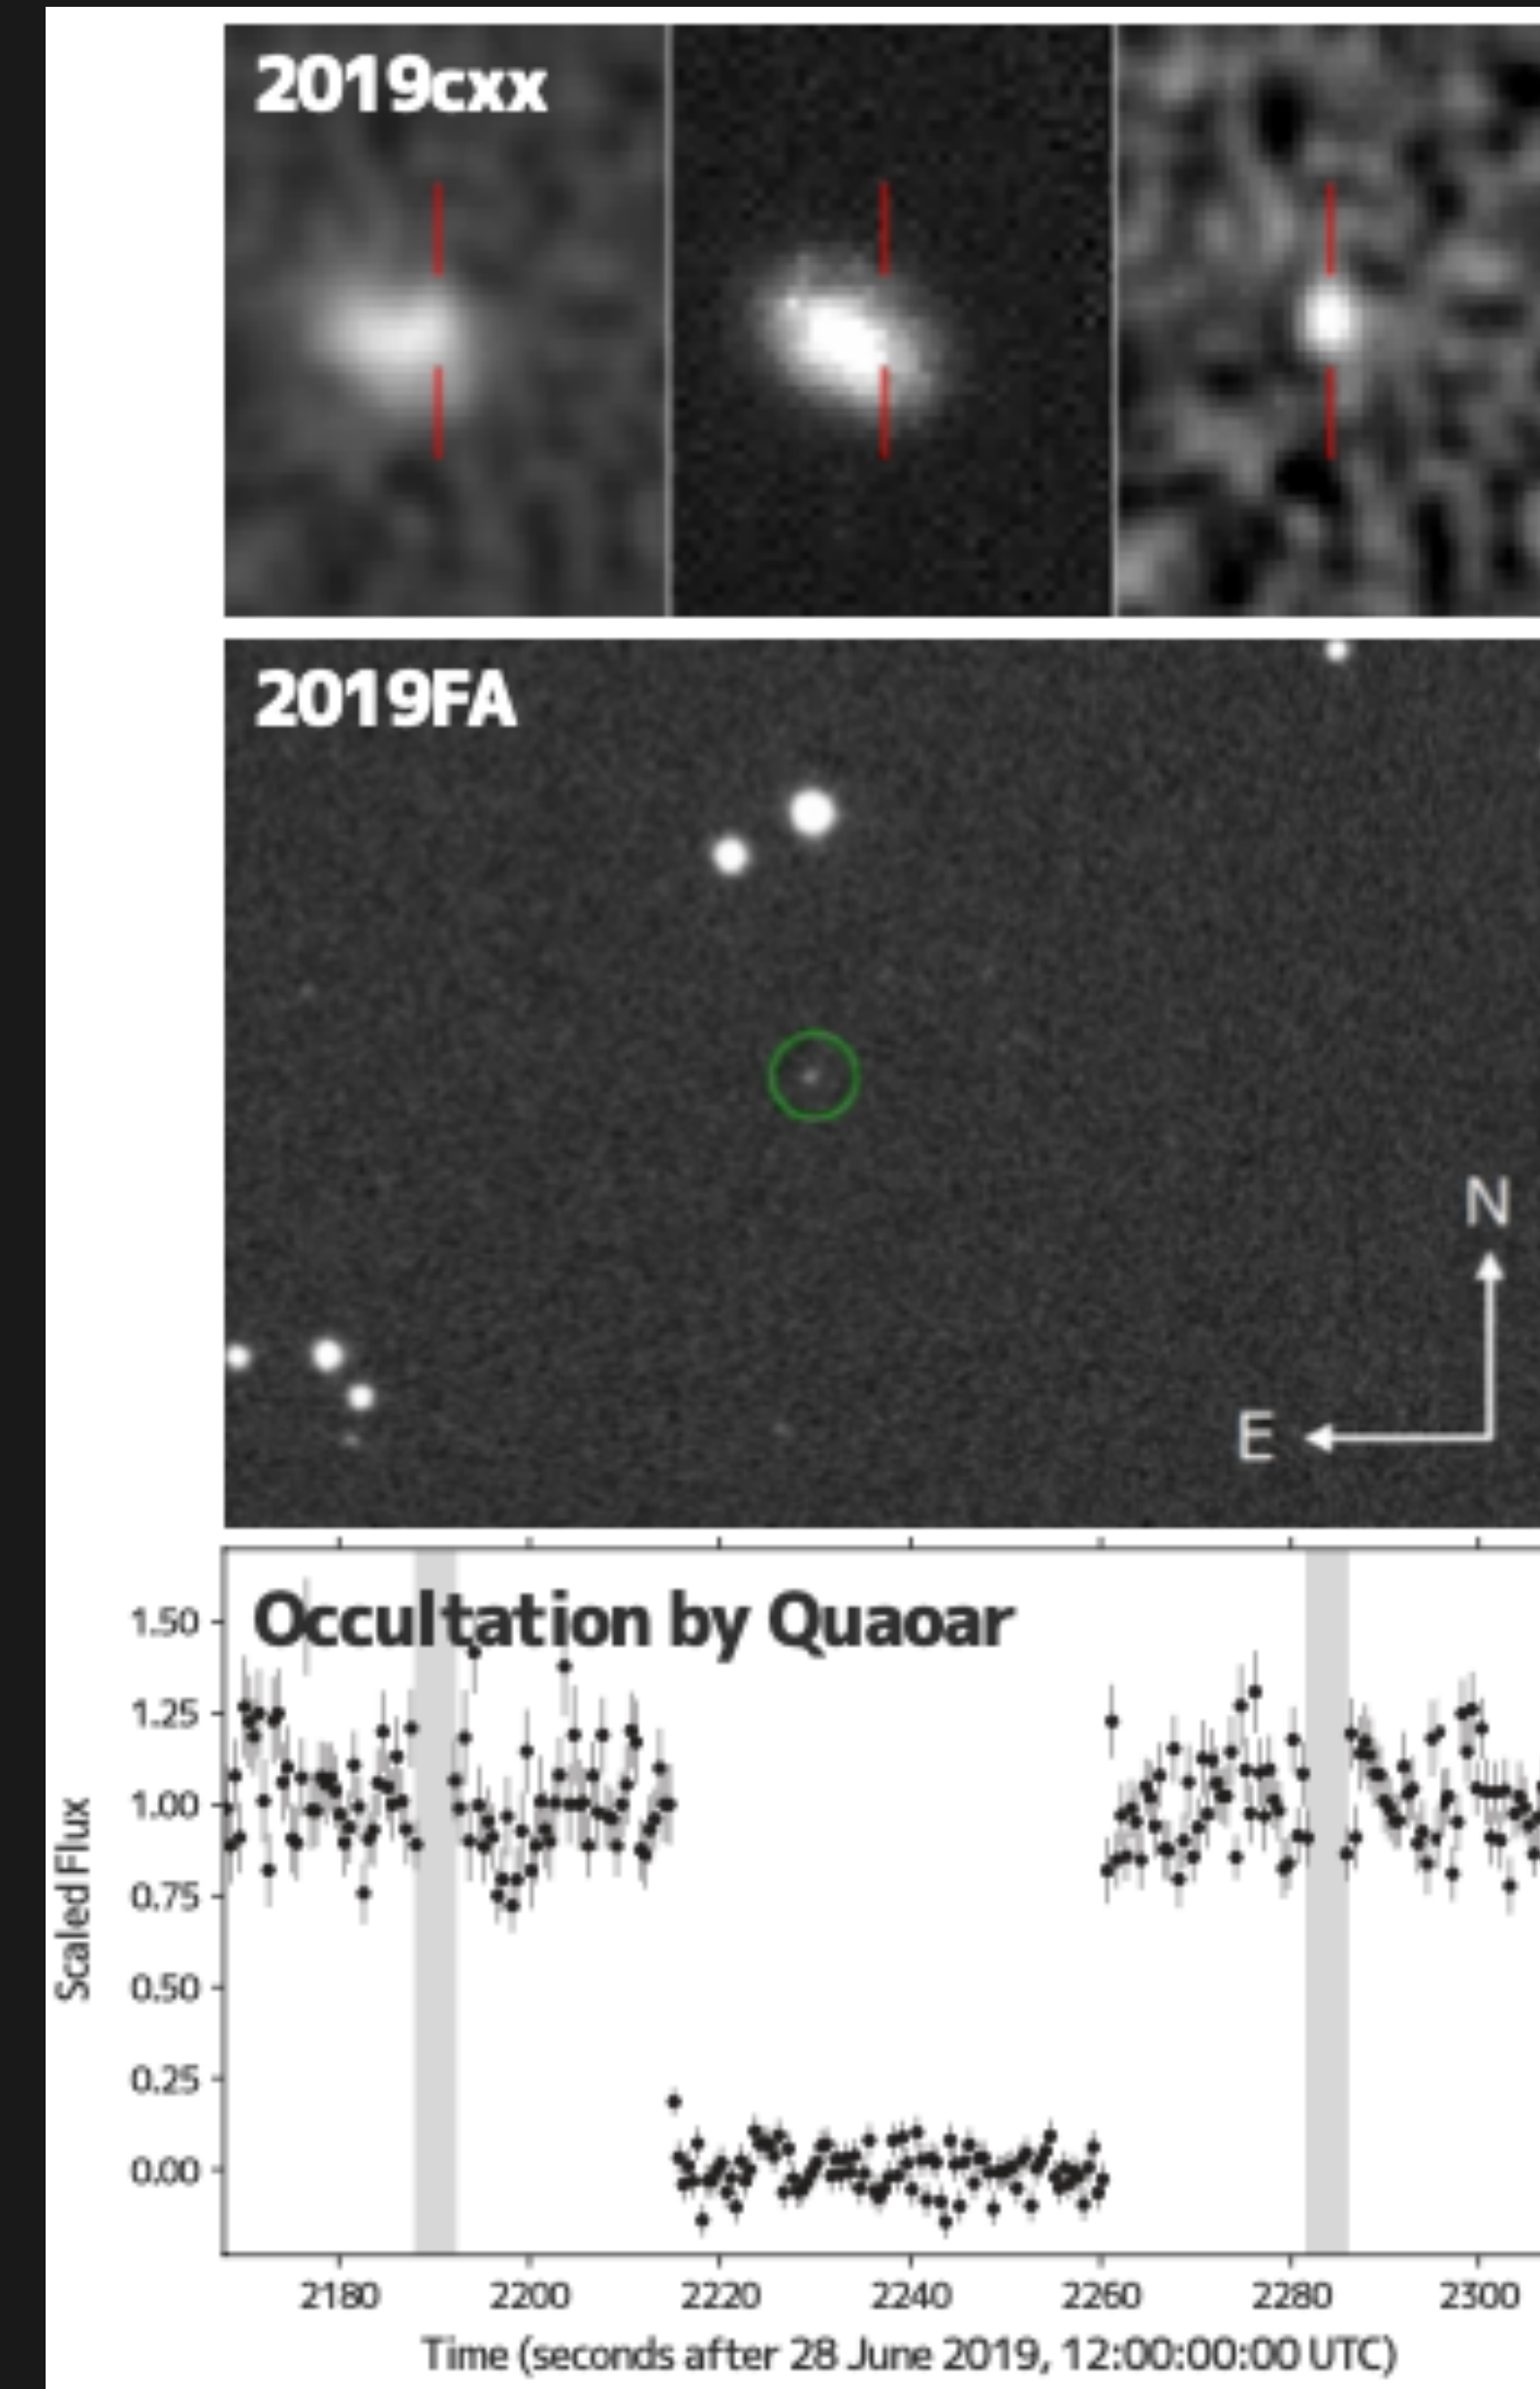 2019cxx
2019FA
N
E
Occultation by Quaoar
1.50
1.25
1.00
0.75
0.50
0.25
0.00
Scaled Flux
2180 2200 2220 2240 2260 2280 2300
Time (seconds after 28 June 2019, 12:00:00:00 UTC)